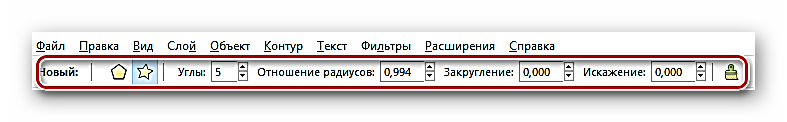 Файл Правка Вид Слой Объект Контур Текст Фильтры Расширения Справка
Новый: Углы: 5 Отношение радиусов: 0,994 Закругление: 0,000 Искажение: 0,000